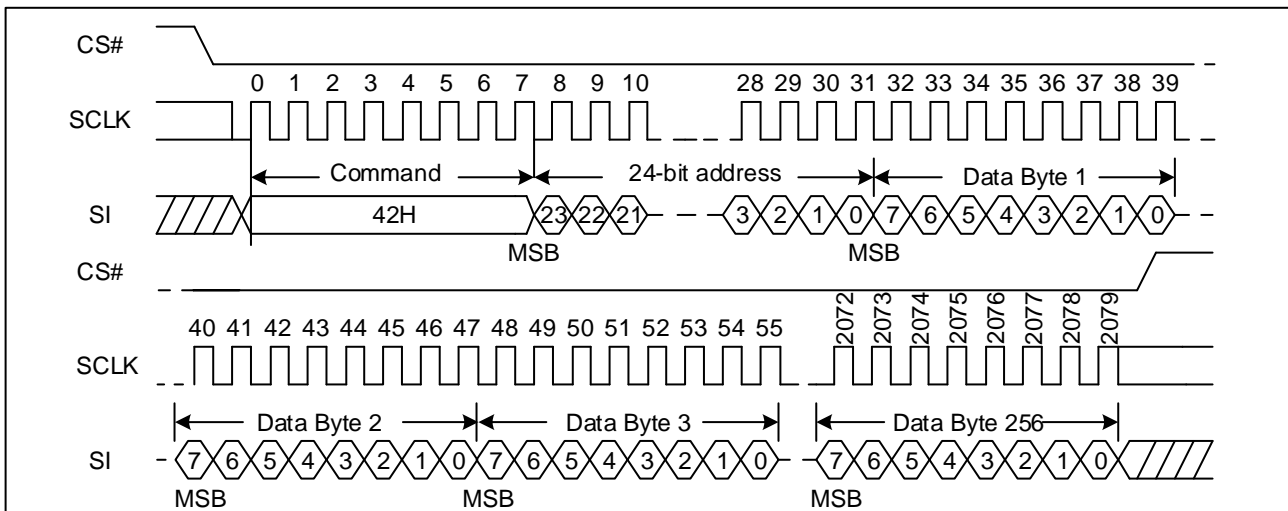 CS#
0 1 2 3 4 5 6 7 8 9 10 28 29 30 31 32 33 34 35 36 37 38 39
SCLK
Command 24-bit address Data Byte 1
SI 42H 23 22 21 3 2 1 0 7 6 5 4 3 2 1 0
MSB MSB
CS#
40 41 42 43 44 45 46 47 48 49 50 51 52 53 54 55 2072 2073 2074 2075 2076 2077 2078 2079
SCLK
Data Byte 2 Data Byte 3 Data Byte 256
SI 7 6 5 4 3 2 1 0 7 6 5 4 3 2 1 0 7 6 5 4 3 2 1 0
MSB MSB MSB